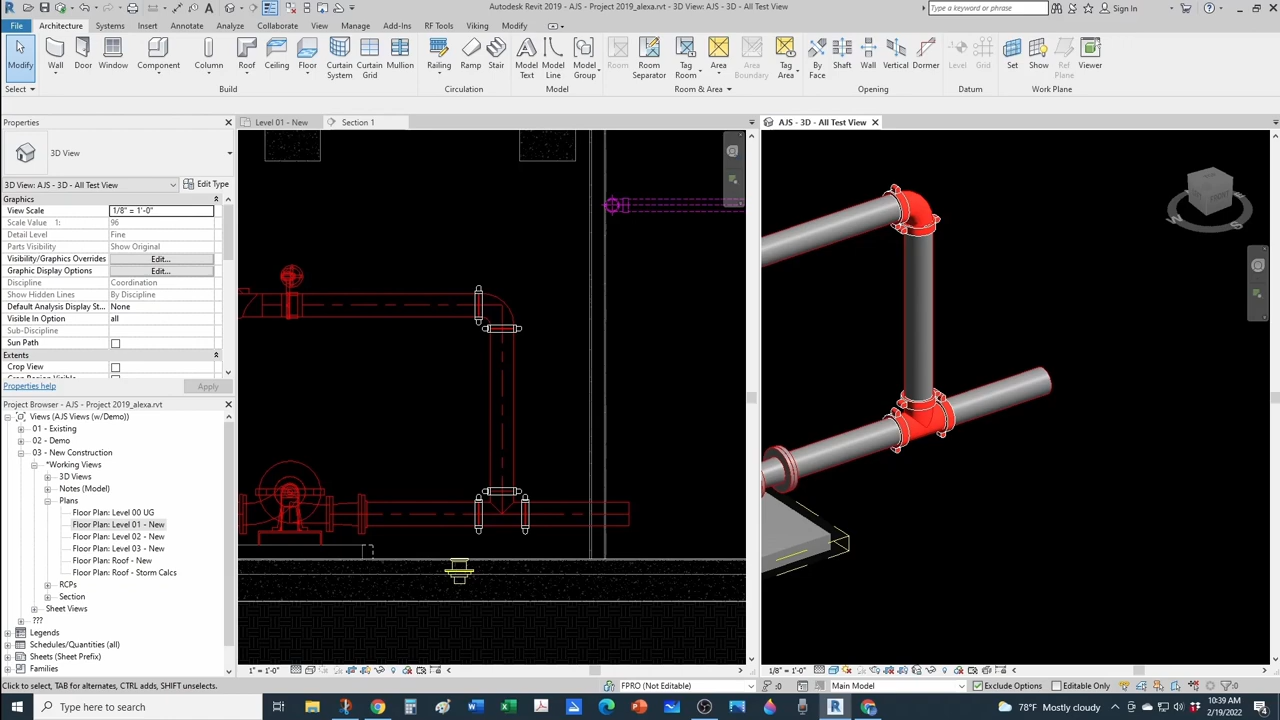 Autodesk Revit 2019 - AJS - Project 2019_alexa.rvt - 3D View: AJS - 3D - All Test View
Type a keyword or phrase
Sign In
File Architecture Systems Insert Annotate Analyze Collaborate View Manage Add-Ins RF Tools Viking Modify
Modify Wall Door Window Component Column Roof Ceiling Floor Curtain System Curtain Grid Mullion Railing Ramp Stair Model Text Model Line Model Group Room Room Separator Tag Room Area Area Boundary Tag Area By Face Shaft Wall Vertical Dormer Level Grid Set Show Ref Plane Viewer
Select Build Circulation Model Room & Area Opening Datum Work Plane
Properties
Level 01 - New
Section 1
AJS - 3D - All Test View
3D View
3D View: AJS - 3D - All Test View
Edit Type
Graphics
View Scale 1/8" = 1'-0"
Scale Value 1: 96
Detail Level Fine
Parts Visibility Show Original
Visibility/Graphics Overrides Edit...
Graphic Display Options Edit...
Discipline Coordination
Show Hidden Lines By Discipline
Default Analysis Display St... None
Visible In Option all
Sub-Discipline
Sun Path
Extents
Crop View
Properties help
Apply
Project Browser - AJS - Project 2019_alexa.rvt
Views (AJS Views (w/Demo))
01 - Existing
02 - Demo
03 - New Construction
*Working Views
3D Views
Notes (Model)
Plans
Floor Plan: Level 00 UG
Floor Plan: Level 01 - New
Floor Plan: Level 02 - New
Floor Plan: Level 03 - New
Floor Plan: Roof - New
Floor Plan: Roof - Storm Calcs
RCPs
Section
Sheet Views
???
Legends
Schedules/Quantities (all)
Sheets (Sheet Prefix)
Families
FRONT
1" = 1'-0"
1/8" = 1'-0"
Click to select, TAB for alternates, CTRL adds, SHIFT unselects.
FPRO (Not Editable)
:0
Main Model
Exclude Options
Editable Only
:0
Type here to search
78°F Mostly cloudy
10:39 AM
2/19/2022